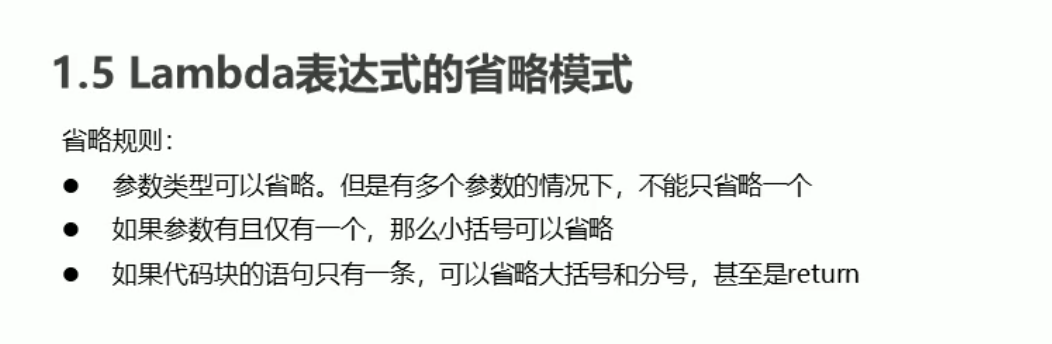 1.5 Lambda表达式的省略模式
省略规则：
● 参数类型可以省略。但是有多个参数的情况下，不能只省略一个
● 如果参数有且仅有一个，那么小括号可以省略
● 如果代码块的语句只有一条，可以省略大括号和分号，甚至是return